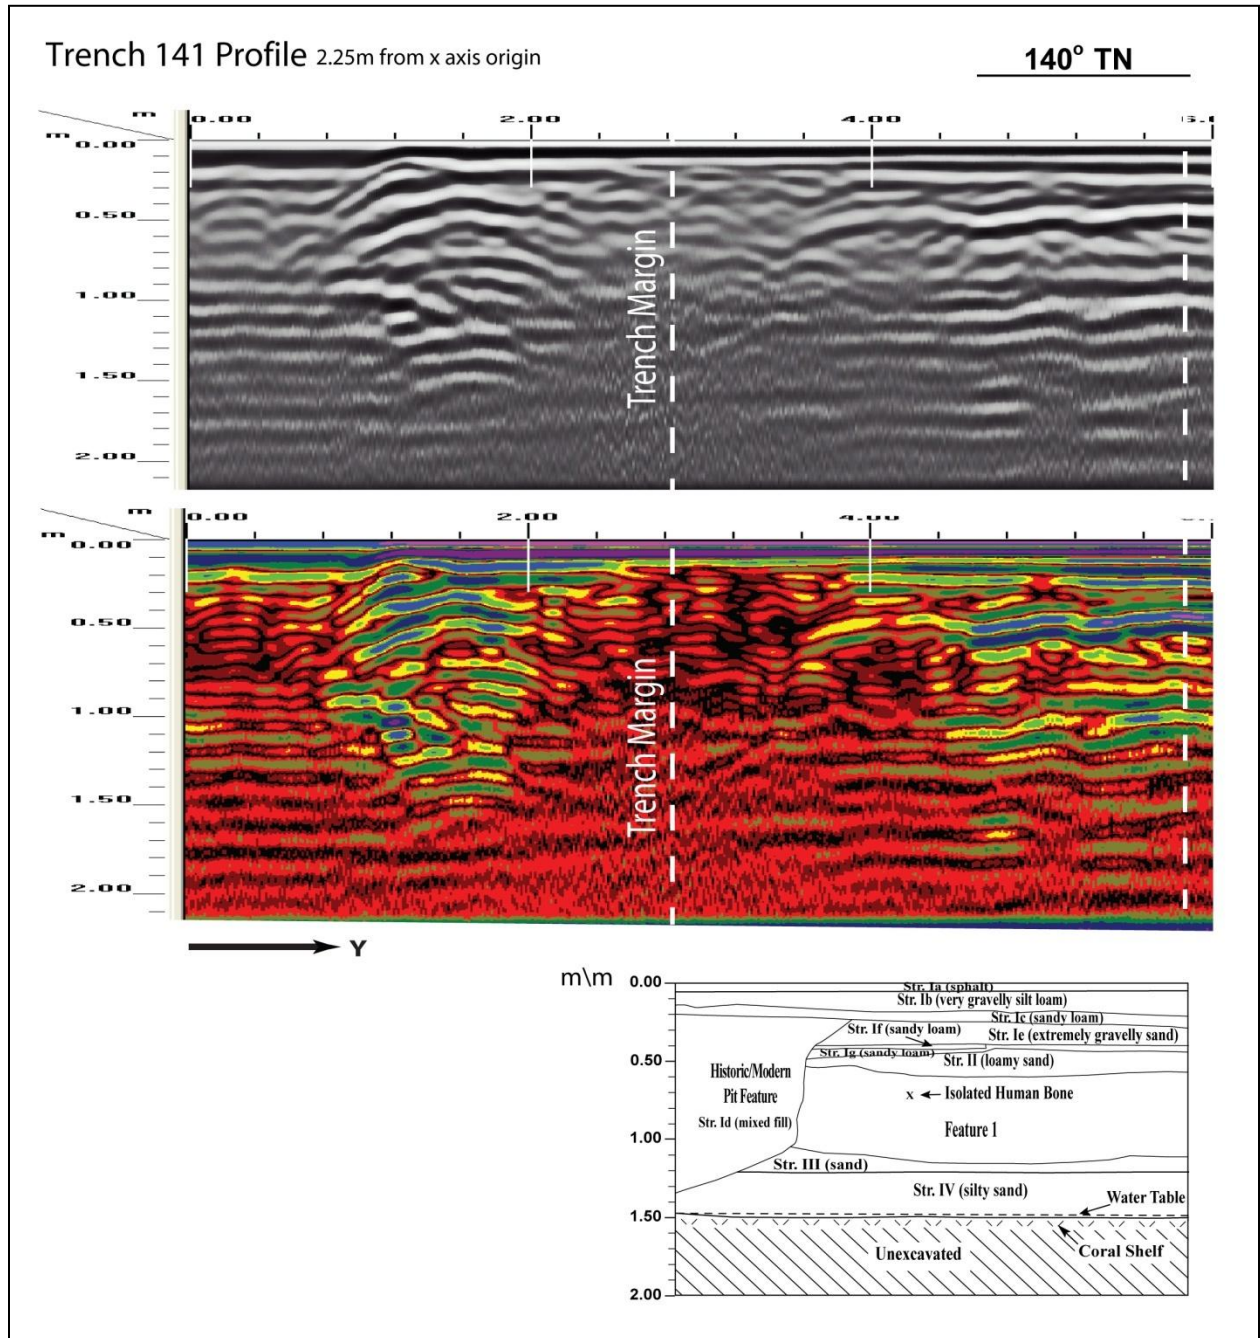 Trench 141 Profile 2.25m from x axis origin
140° TN
m 0.00 2.00 4.00
m
0.00
0.50
1.00
1.50
2.00
Trench Margin
m 0.00 2.00 4.00
m
0.00
0.50
1.00
1.50
2.00
Trench Margin
Y
m\m
0.00
0.50
1.00
1.50
2.00
Str. Ia (sphalt)
Str. Ib (very gravelly silt loam)
Str. Ic (sandy loam)
Str. If (sandy loam)
Str. Ie (extremely gravelly sand)
Str. Ig (sandy loam)
Str. II (loamy sand)
Historic/Modern
Pit Feature
Str. Id (mixed fill)
x Isolated Human Bone
Feature 1
Str. III (sand)
Str. IV (silty sand)
Water Table
Coral Shelf
Unexcavated